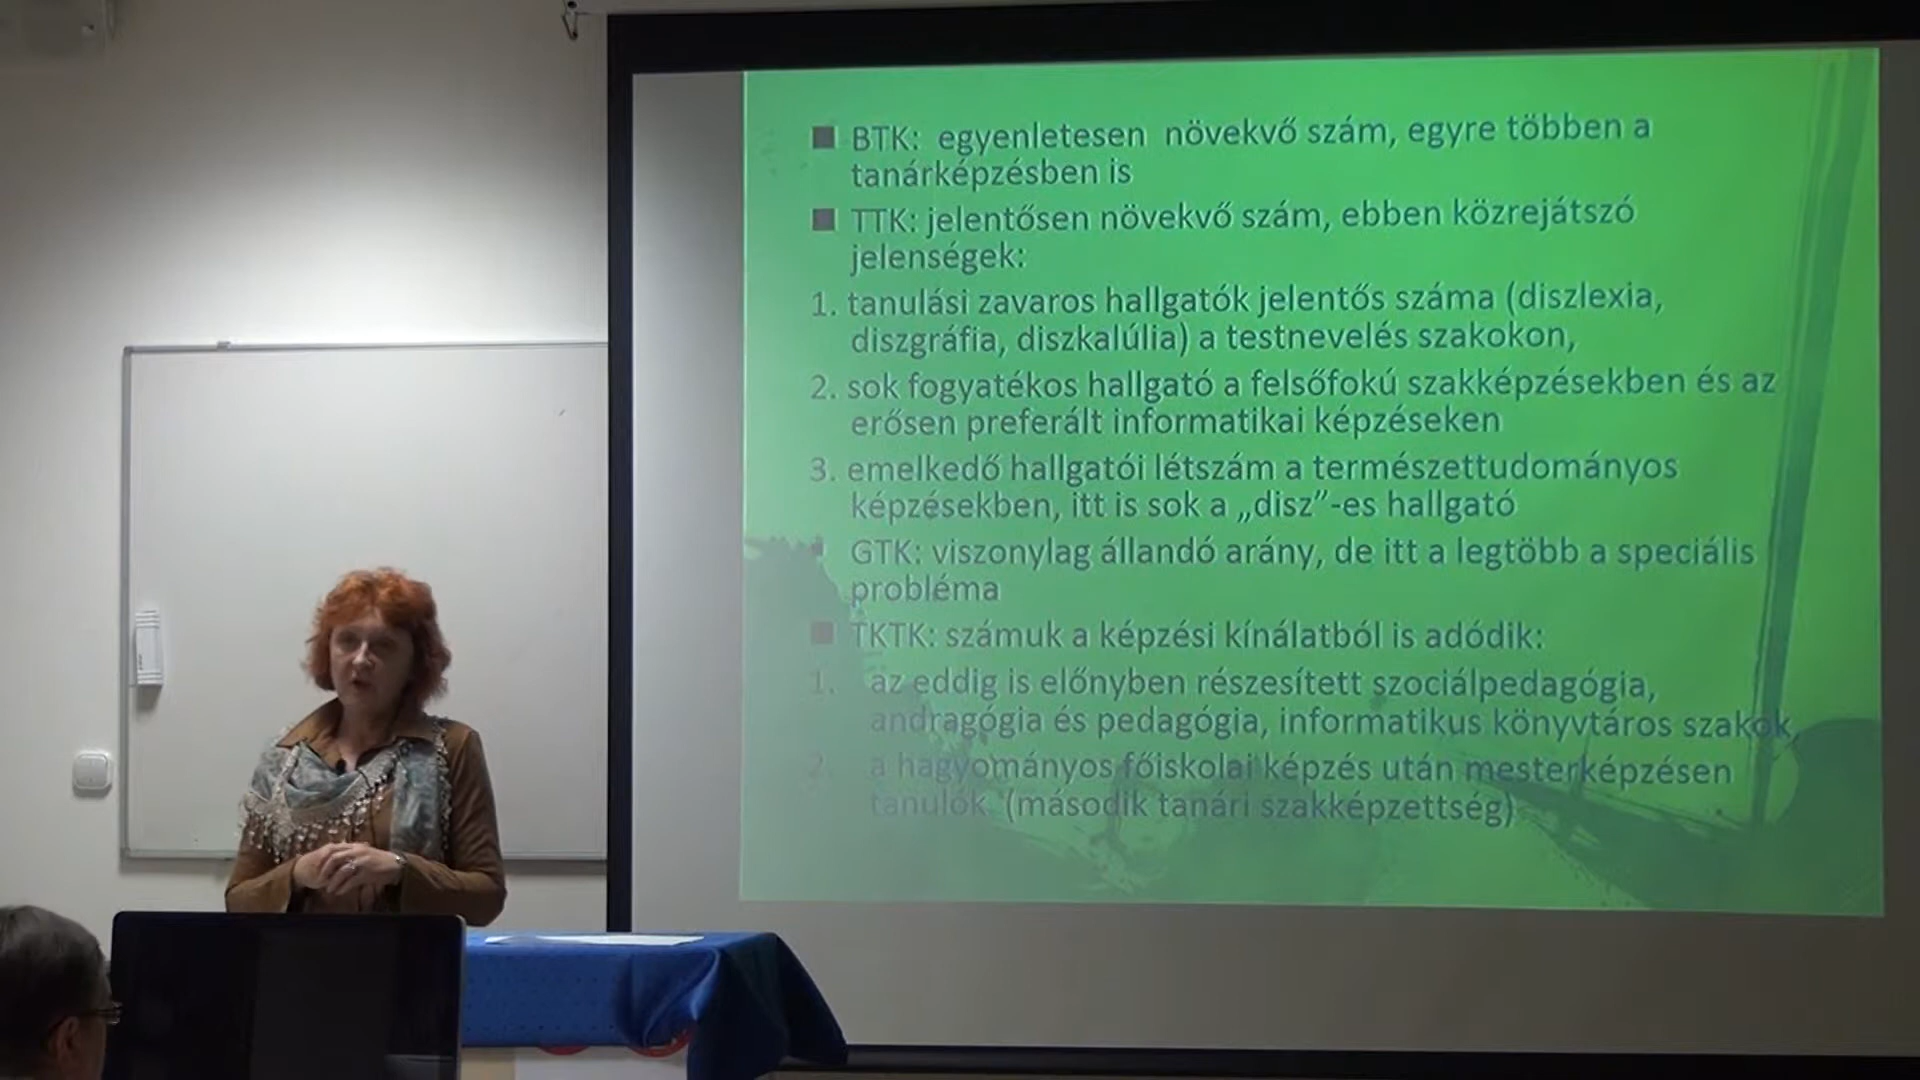 BTK: egyenletesen növekvő szám, egyre többen a
tanárképzésben is
TTK: jelentősen növekvő szám, ebben közrejátszó
jelenségek:
1. tanulási zavaros hallgatók jelentős száma (diszlexia,
diszgráfia, diszkalúlia) a testnevelés szakokon,
2. sok fogyatékos hallgató a felsőfokú szakképzésekben és az
erősen preferált informatikai képzéseken
3. emelkedő hallgatói létszám a természettudományos
képzésekben, itt is sok a „disz”-es hallgató
GTK: viszonylag állandó arány, de itt a legtöbb a speciális
probléma
TKTK: számuk a képzési kínálatból is adódik:
1. az eddig is előnyben részesített szociálpedagógia,
andragógia és pedagógia, informatikus könyvtáros szakok,
2. a hagyományos főiskolai képzés után mesterképzésen
tanulók (második tanári szakképzettség)